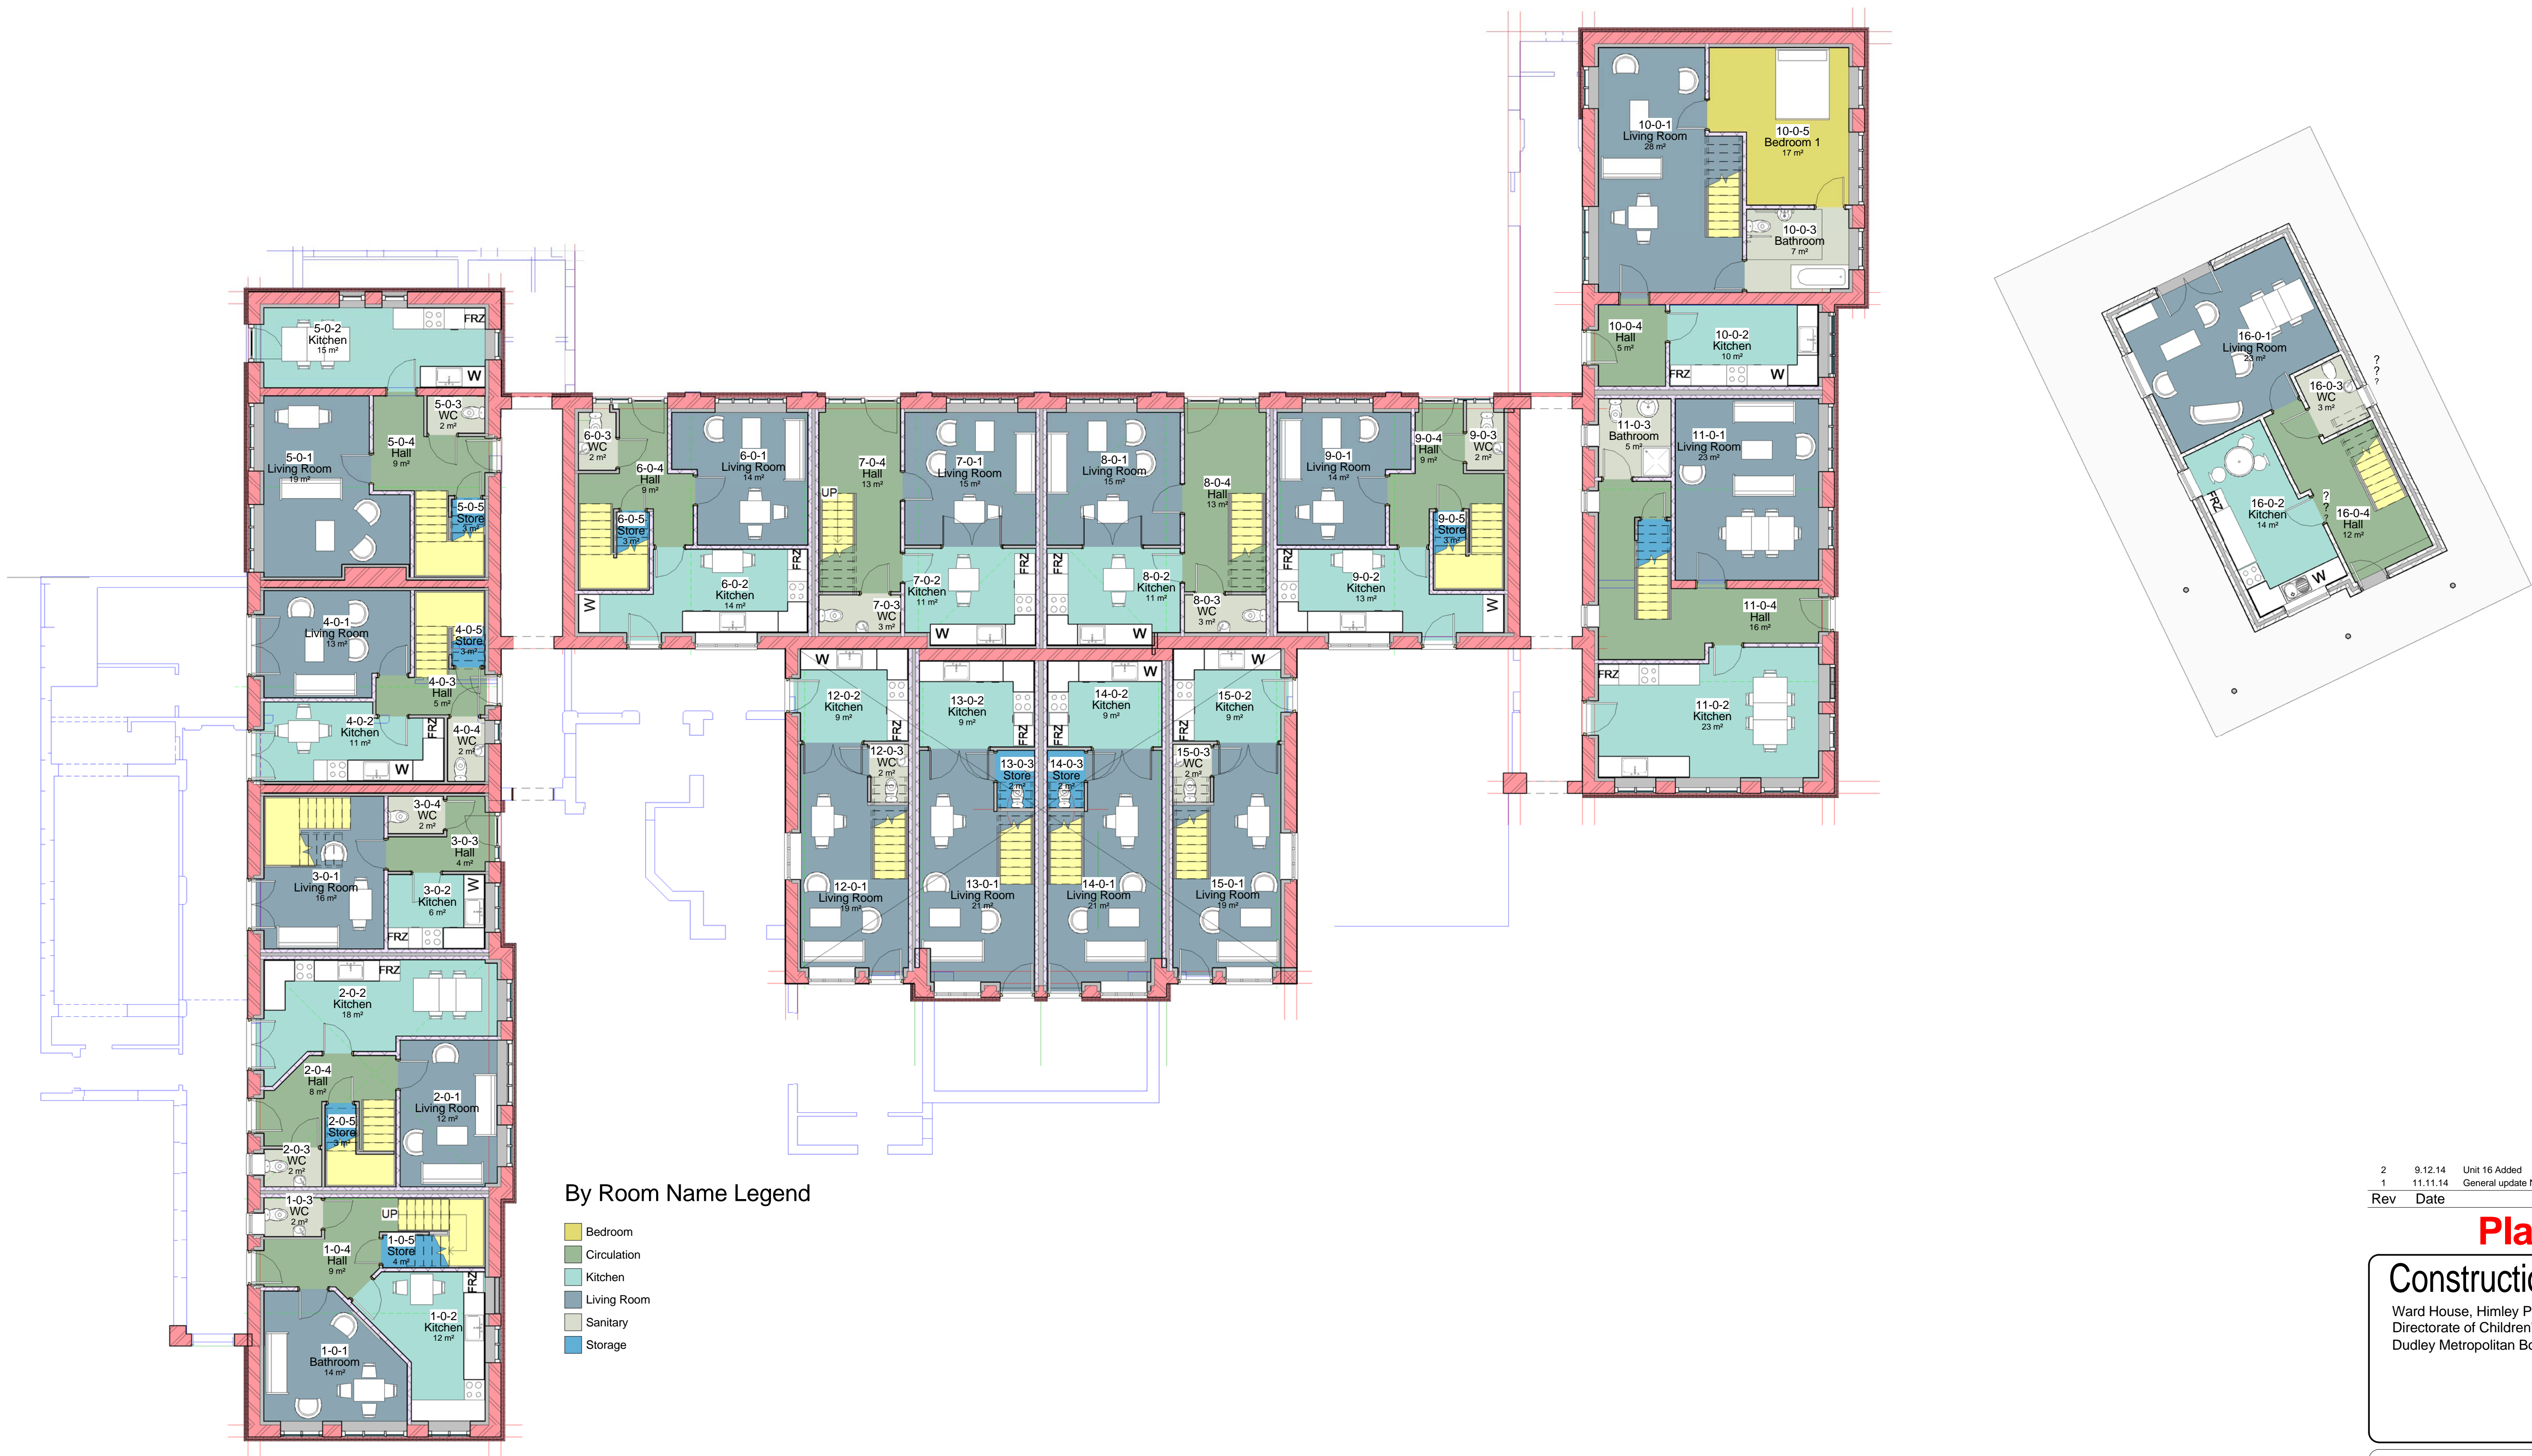 10-0-1
Living Room
28 m²
10-0-5
Bedroom 1
17 m²
10-0-3
Bathroom
7 m²
10-0-4
Hall
5 m²
10-0-2
Kitchen
10 m²
FRZ
W
16-0-1
Living Room
23 m²
?
?
?
16-0-3
WC
3 m²
16-0-2
Kitchen
14 m²
FRZ
W
?
?
?
16-0-4
Hall
12 m²
5-0-2
Kitchen
15 m²
FRZ
W
5-0-3
WC
2 m²
5-0-4
Hall
9 m²
5-0-1
Living Room
19 m²
5-0-5
Store
3 m²
4-0-1
Living Room
13 m²
4-0-5
Store
3 m²
4-0-3
Hall
5 m²
4-0-2
Kitchen
11 m²
FRZ
W
4-0-4
WC
2 m²
3-0-4
WC
2 m²
3-0-3
Hall
4 m²
3-0-1
Living Room
16 m²
3-0-2
Kitchen
6 m²
W
FRZ
FRZ
2-0-2
Kitchen
18 m²
2-0-4
Hall
8 m²
2-0-1
Living Room
12 m²
2-0-5
Store
3 m²
2-0-3
WC
2 m²
1-0-3
WC
2 m²
UP
1-0-5
Store
4 m²
1-0-4
Hall
9 m²
FRZ
1-0-2
Kitchen
12 m²
1-0-1
Bathroom
14 m²
6-0-3
WC
2 m²
6-0-4
Hall
9 m²
6-0-1
Living Room
14 m²
6-0-5
Store
3 m²
6-0-2
Kitchen
14 m²
FRZ
W
7-0-4
Hall
13 m²
UP
7-0-1
Living Room
15 m²
7-0-2
Kitchen
11 m²
FRZ
W
7-0-3
WC
3 m²
8-0-1
Living Room
15 m²
8-0-4
Hall
13 m²
FRZ
8-0-2
Kitchen
11 m²
W
8-0-3
WC
3 m²
9-0-1
Living Room
14 m²
9-0-4
Hall
9 m²
9-0-3
WC
2 m²
9-0-5
Store
3 m²
FRZ
9-0-2
Kitchen
13 m²
W
11-0-3
Bathroom
5 m²
11-0-1
Living Room
23 m²
11-0-4
Hall
16 m²
FRZ
11-0-2
Kitchen
23 m²
W
12-0-2
Kitchen
9 m²
FRZ
12-0-3
WC
2 m²
12-0-1
Living Room
19 m²
13-0-2
Kitchen
9 m²
FRZ
13-0-3
Store
2 m²
13-0-1
Living Room
21 m²
W
14-0-2
Kitchen
9 m²
FRZ
14-0-3
Store
2 m²
14-0-1
Living Room
21 m²
W
15-0-2
Kitchen
9 m²
FRZ
15-0-3
WC
2 m²
15-0-1
Living Room
19 m²
By Room Name Legend
Bedroom
Circulation
Kitchen
Living Room
Sanitary
Storage
2 9.12.14 Unit 16 Added
1 11.11.14 General update
Rev Date
Pla
Constructi
Ward House, Himley P
Directorate of Children'
Dudley Metropolitan Bo